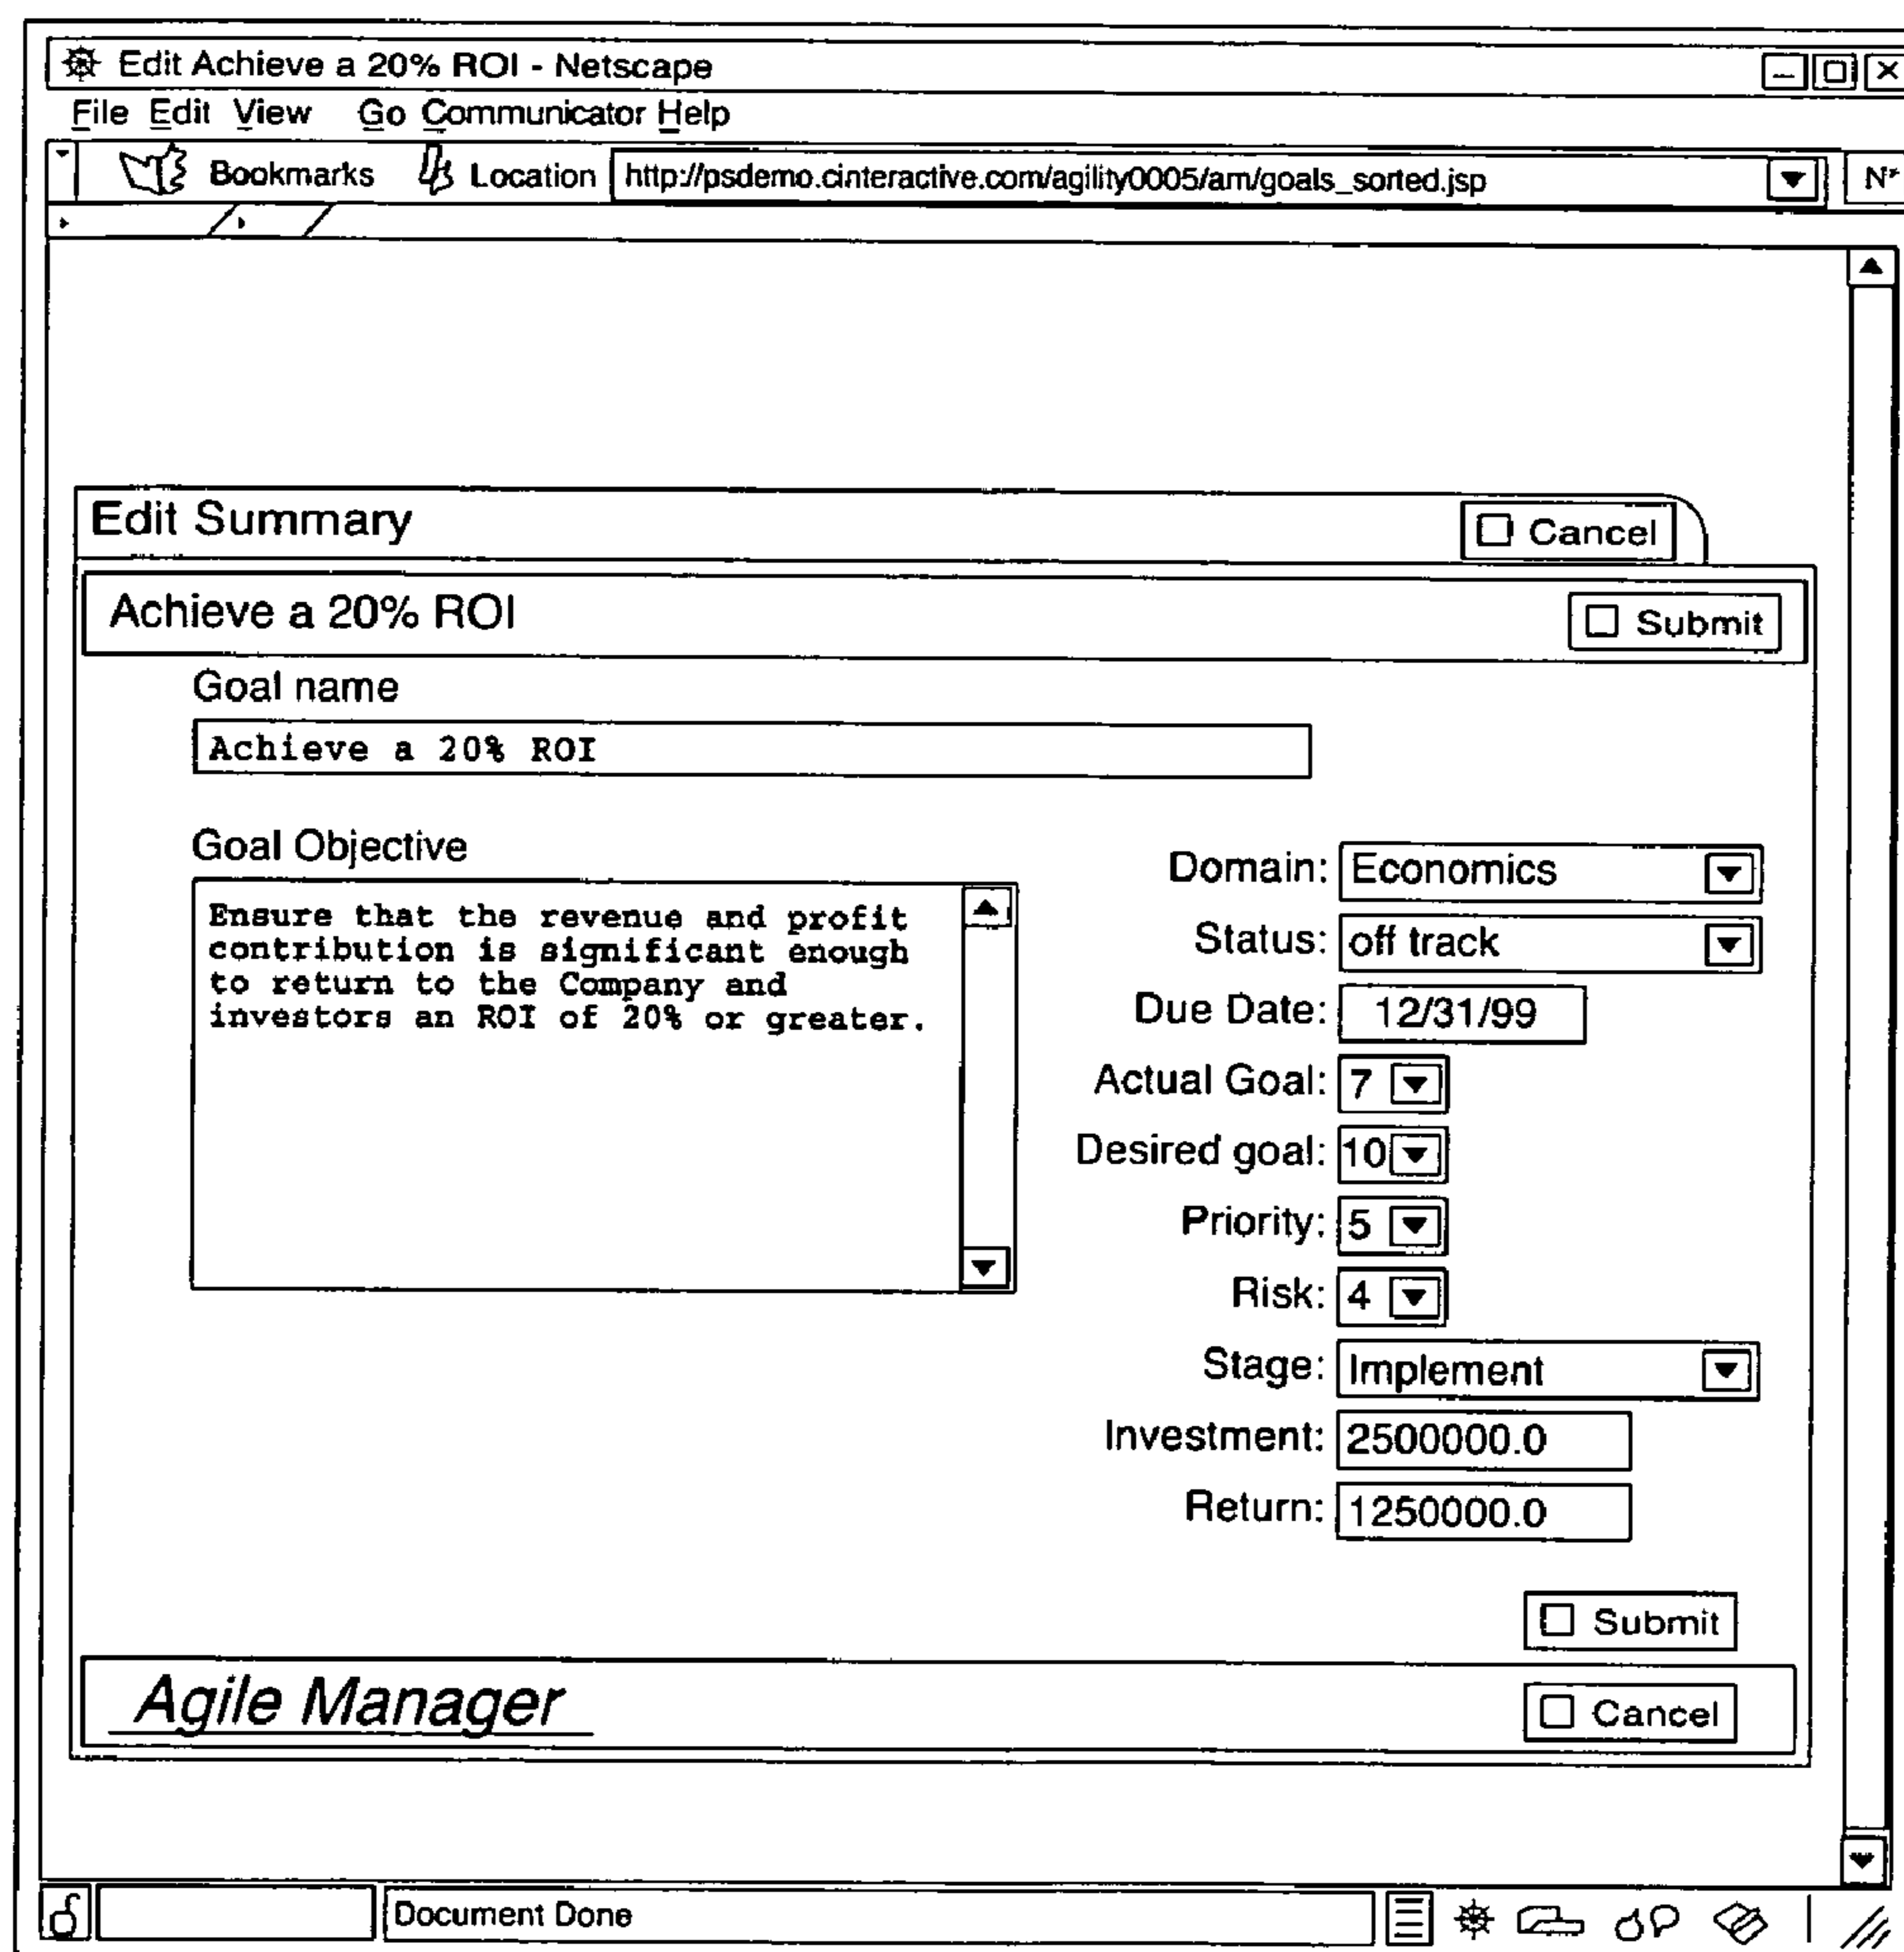 Edit Achieve a 20% ROI - Netscape
File Edit View Go Communicator Help
Bookmarks Location http://psdemo.cinteractive.com/agility0005/am/goals_sorted.jsp N
Edit Summary Cancel
Achieve a 20% ROI Submit
Goal name
Achieve a 20% ROI
Goal Objective
Ensure that the revenue and profit
contribution is significant enough
to return to the Company and
investors an ROI of 20% or greater.
Domain: Economics
Status: off track
Due Date: 12/31/99
Actual Goal: 7
Desired goal: 10
Priority: 5
Risk: 4
Stage: Implement
Investment: 2500000.0
Return: 1250000.0
Submit
Agile Manager Cancel
Document Done